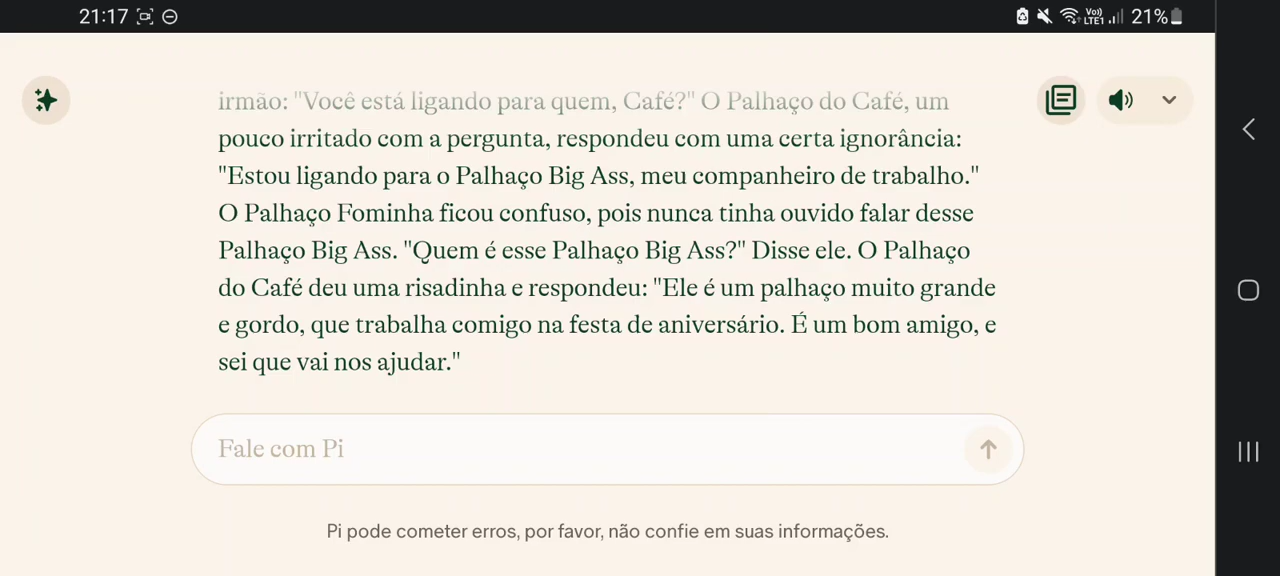 21:17
Vo)) LTE1 21%
irmão: "Você está ligando para quem, Café?" O Palhaço do Café, um
pouco irritado com a pergunta, respondeu com uma certa ignorância:
"Estou ligando para o Palhaço Big Ass, meu companheiro de trabalho."
O Palhaço Fominha ficou confuso, pois nunca tinha ouvido falar desse
Palhaço Big Ass. "Quem é esse Palhaço Big Ass?" Disse ele. O Palhaço
do Café deu uma risadinha e respondeu: "Ele é um palhaço muito grande
e gordo, que trabalha comigo na festa de aniversário. É um bom amigo, e
sei que vai nos ajudar."
Fale com Pi
Pi pode cometer erros, por favor, não confie em suas informações.